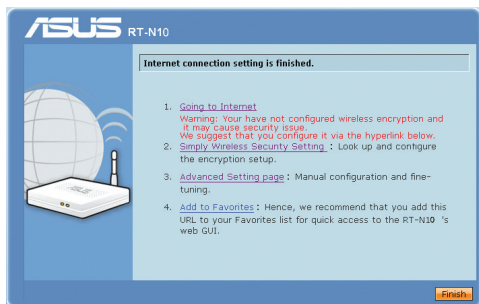 ASUS RT-N10
Internet connection setting is finished.
1. Going to Internet
Warning: Your have not configured wireless encryption and
it may cause security issue.
We suggest that you configure it via the hyperlink below.
2. Simply Wireless Security Setting : Look up and configure
the encryption setup.
3. Advanced Setting page : Manual configuration and fine-
tuning.
4. Add to Favorites : Hence, we recommend that you add this
URL to your Favorites list for quick access to the RT-N10 's
web GUI.
Finish